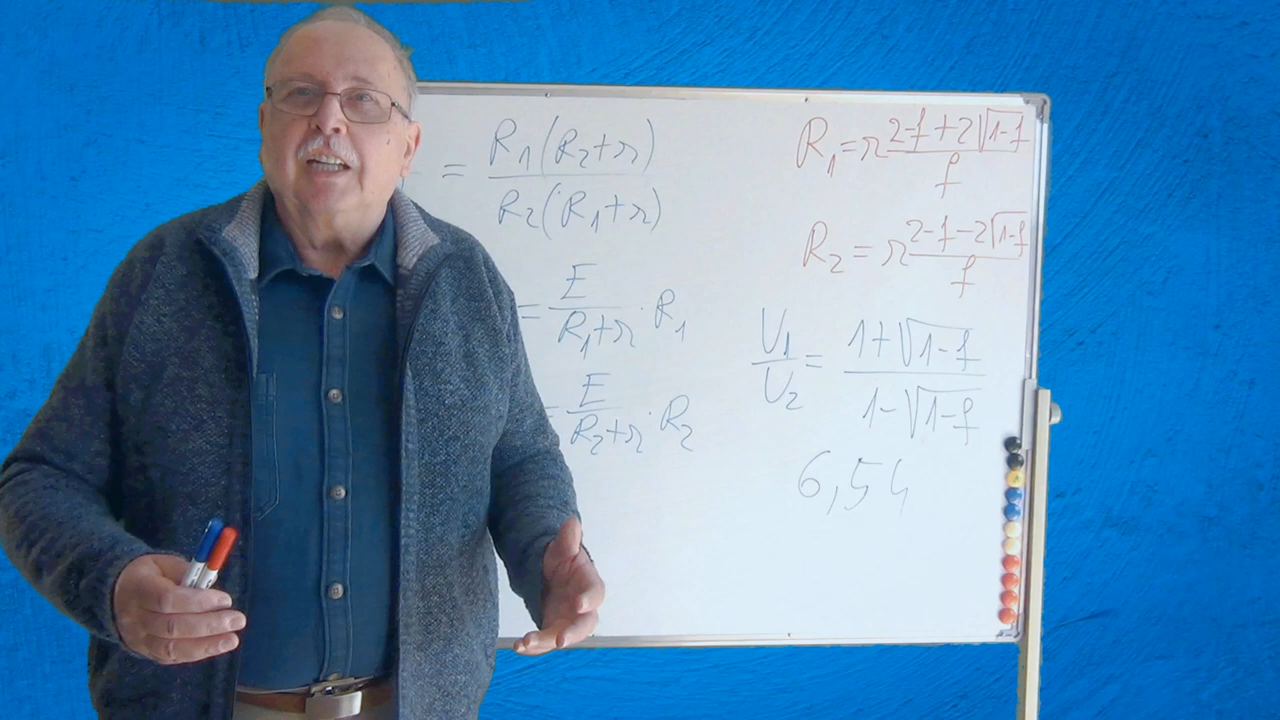 = R1(R2+r) / R2(R1+r)
= E / R1+r · R1
= E / R2+r · R2
R1 = r 2-f+2√1-f / f
R2 = r 2-f-2√1-f / f
U1 / U2 = 1+√1-f / 1-√1-f
6,54